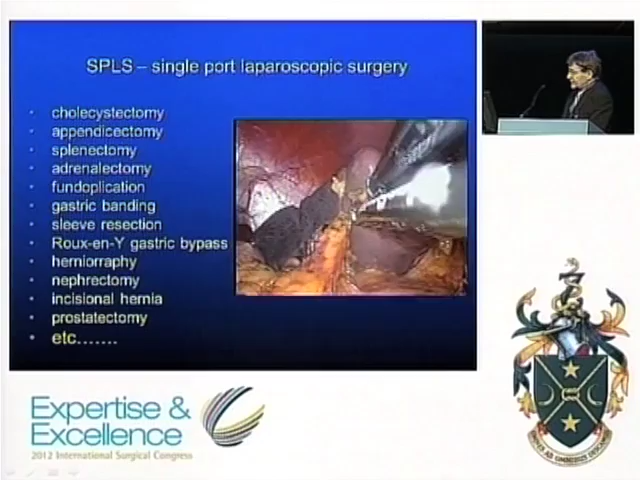 SPLS – single port laparoscopic surgery
• cholecystectomy
• appendicectomy
• splenectomy
• adrenalectomy
• fundoplication
• gastric banding
• sleeve resection
• Roux-en-Y gastric bypass
• herniorraphy
• nephrectomy
• incisional hernia
• prostatectomy
• etc…….
Expertise &
Excellence
2012 International Surgical Congress